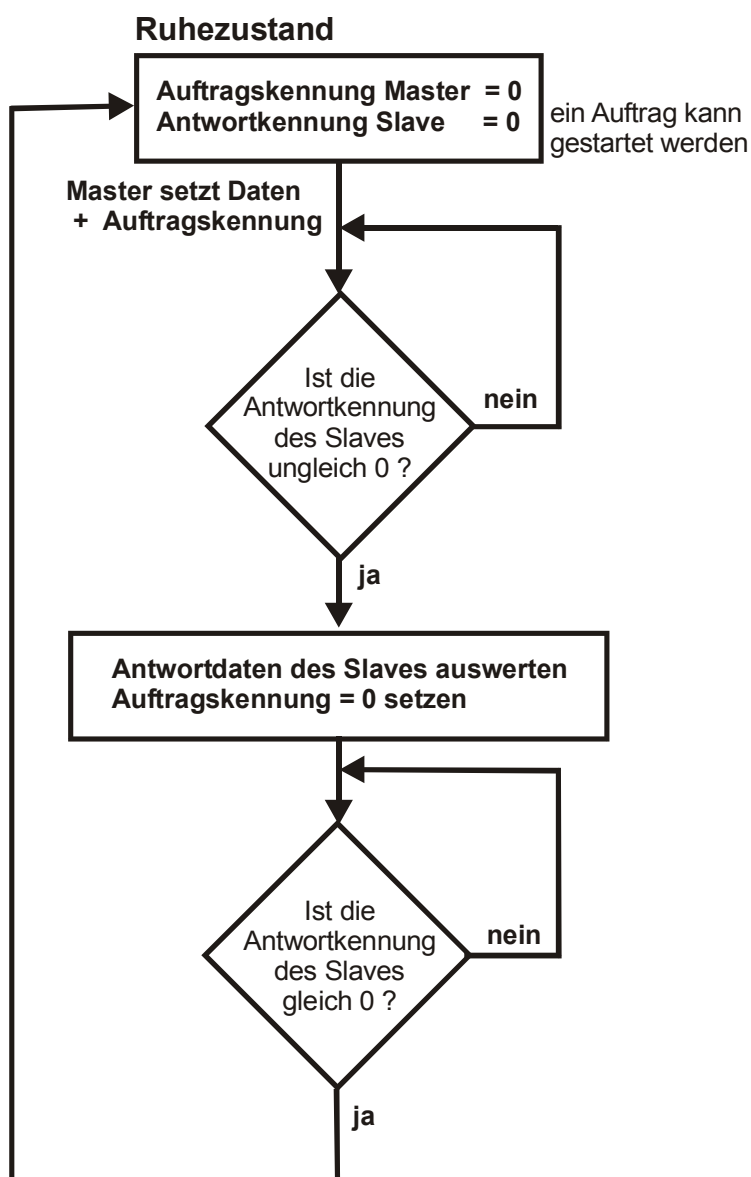 Ruhezustand
Auftragskennung Master = 0
Antwortkennung Slave = 0
ein Auftrag kann
gestartet werden
Master setzt Daten
+ Auftragskennung
Ist die
Antwortkennung
des Slaves
ungleich 0 ?
nein
ja
Antwortdaten des Slaves auswerten
Auftragskennung = 0 setzen
Ist die
Antwortkennung
des Slaves
gleich 0 ?
nein
ja